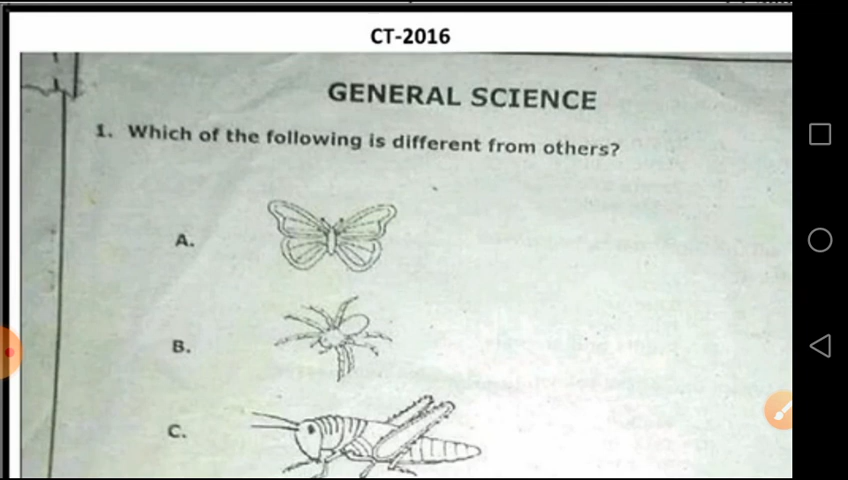 CT-2016
GENERAL SCIENCE
1. Which of the following is different from others?
A.
B.
C.